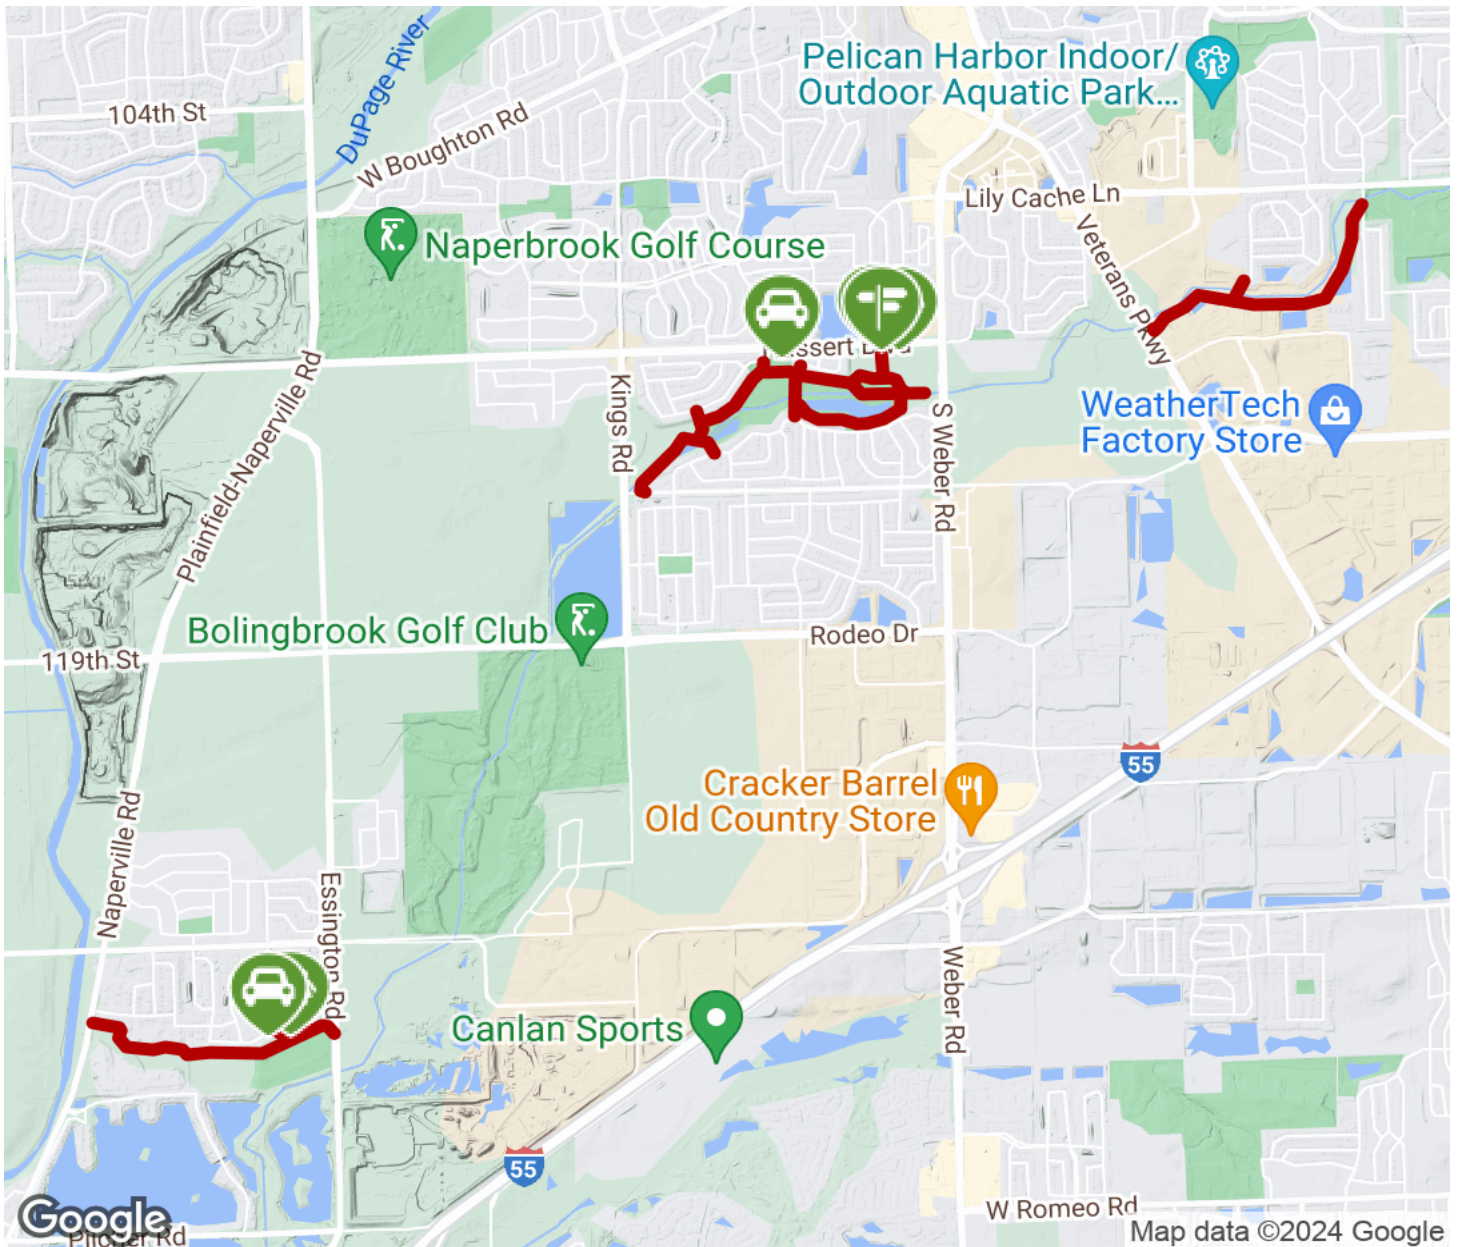 Pelican Harbor Indoor/
Outdoor Aquatic Park...
104th St
DuPage River
W Boughton Rd
Lily Cache Ln
Veterans Pkwy
Naperbrook Golf Course
Plainfield-Naperville Rd
Kings Rd
S Weber Rd
WeatherTech
Factory Store
Bolingbrook Golf Club
Rodeo Dr
119th St
55
Cracker Barrel
Old Country Store
Naperville Rd
Essington Rd
Weber Rd
Canlan Sports
55
W Romeo Rd
Google
Map data ©2024 Google